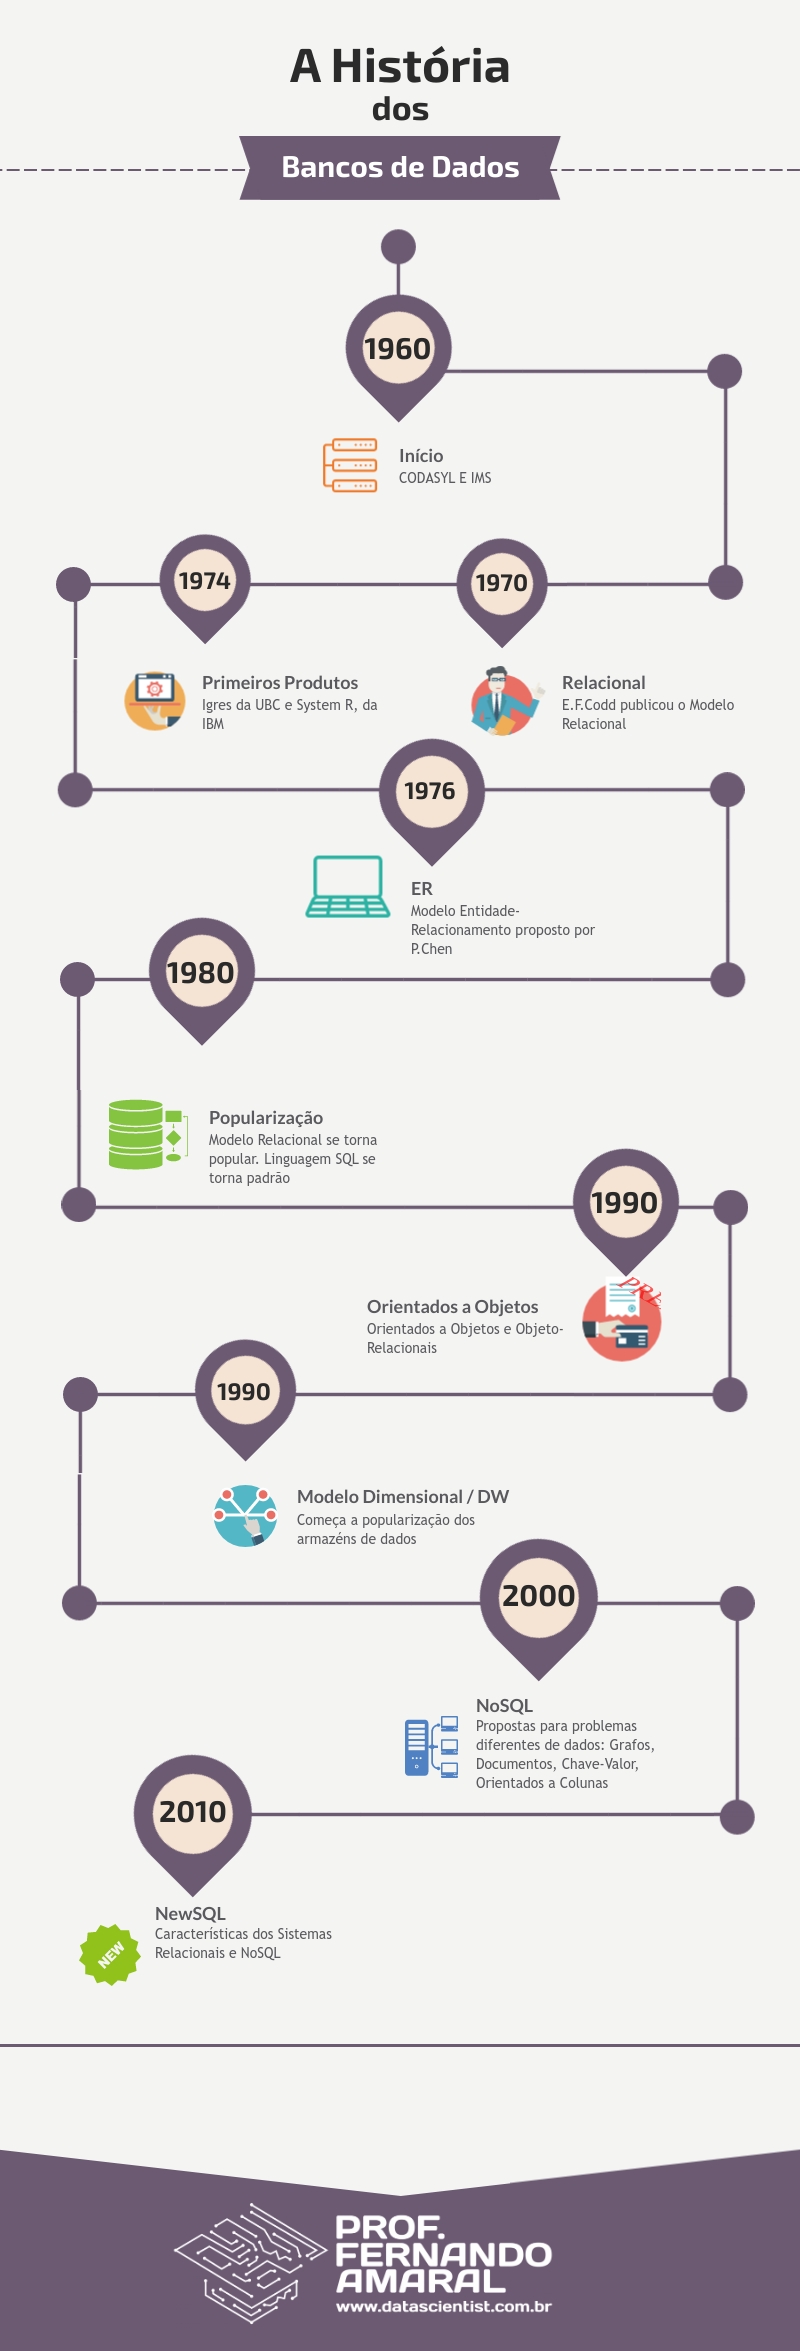 A História
dos
Bancos de Dados
1960
Início
CODASYL E IMS
1974
1970
Primeiros Produtos
Igres da UBC e System R, da
IBM
Relacional
E.F.Codd publicou o Modelo
Relacional
1976
ER
Modelo Entidade-
Relacionamento proposto por
P.Chen
1980
Popularização
Modelo Relacional se torna
popular. Linguagem SQL se
torna padrão
1990
Orientados a Objetos
Orientados a Objetos e Objeto-
Relacionais
1990
Modelo Dimensional / DW
Começa a popularização dos
armazéns de dados
2000
NoSQL
Propostas para problemas
diferentes de dados: Grafos,
Documentos, Chave-Valor,
Orientados a Colunas
2010
NewSQL
Características dos Sistemas
Relacionais e NoSQL
NEW
PROF.
FERNANDO
AMARAL
www.datascientist.com.br